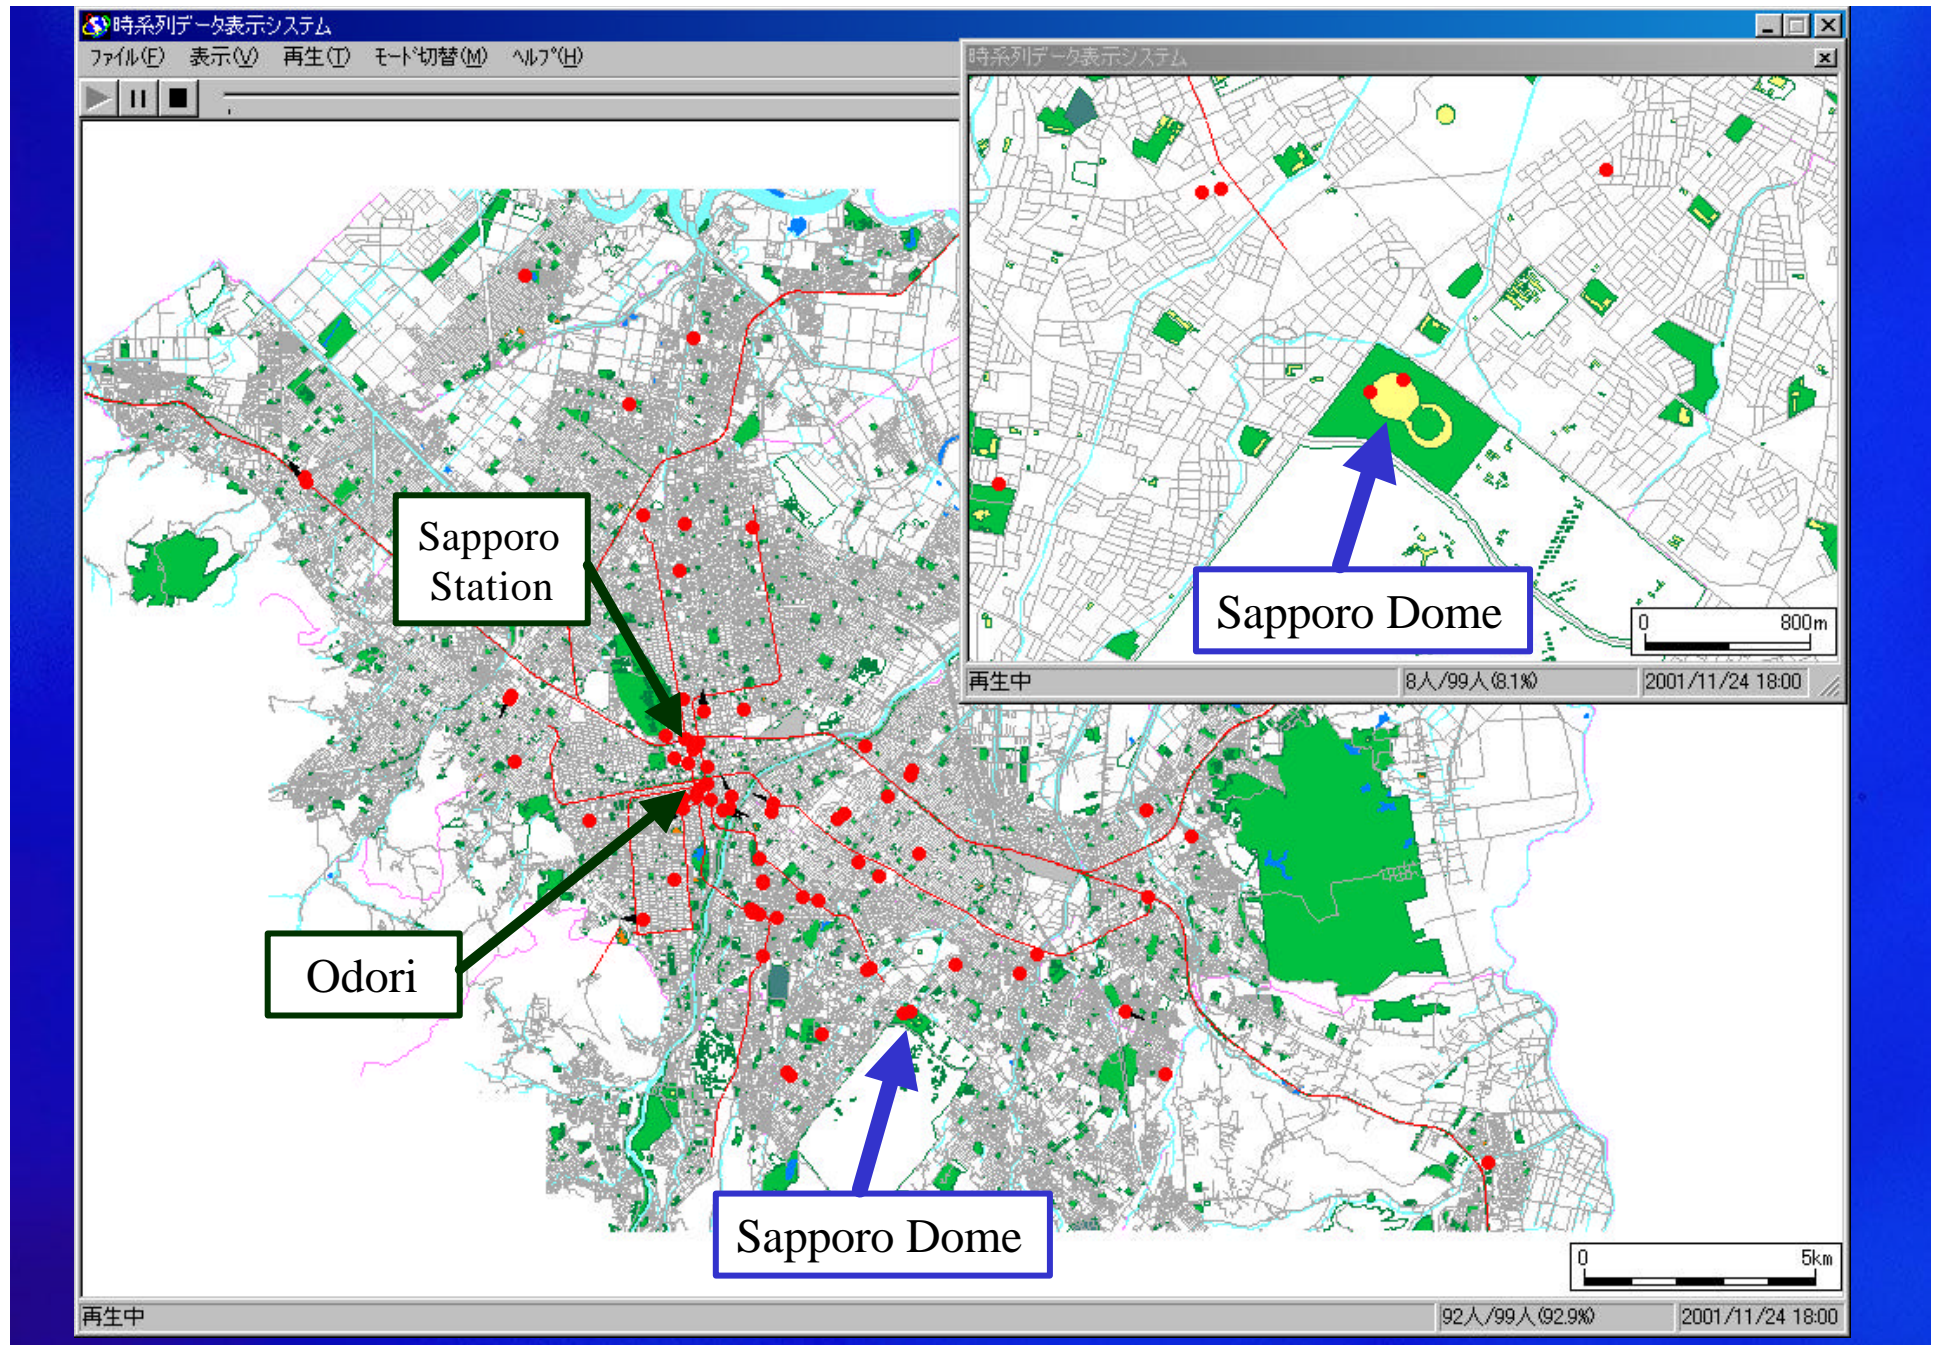 時系列データ表示システム
ファイル(F) 表示(V) 再生(T) モード切替(M) ヘルプ(H)
時系列データ表示システム
Sapporo Dome
0 800m
再生中 8人/99人(8.1%) 2001/11/24 18:00
Sapporo
Station
Odori
Sapporo Dome
0 5km
再生中 92人/99人(92.9%) 2001/11/24 18:00